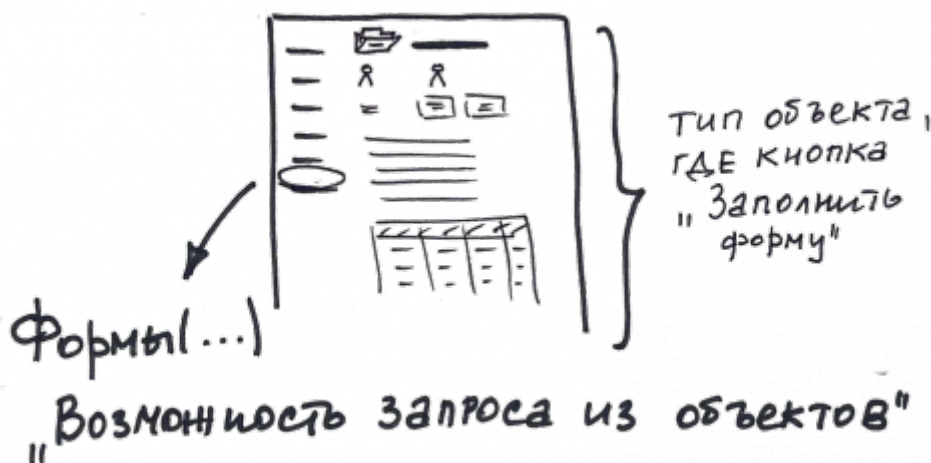 тип объекта,
где кнопка
"Заполнить
форму"
Формы(...)
"Возможность запроса из объектов"